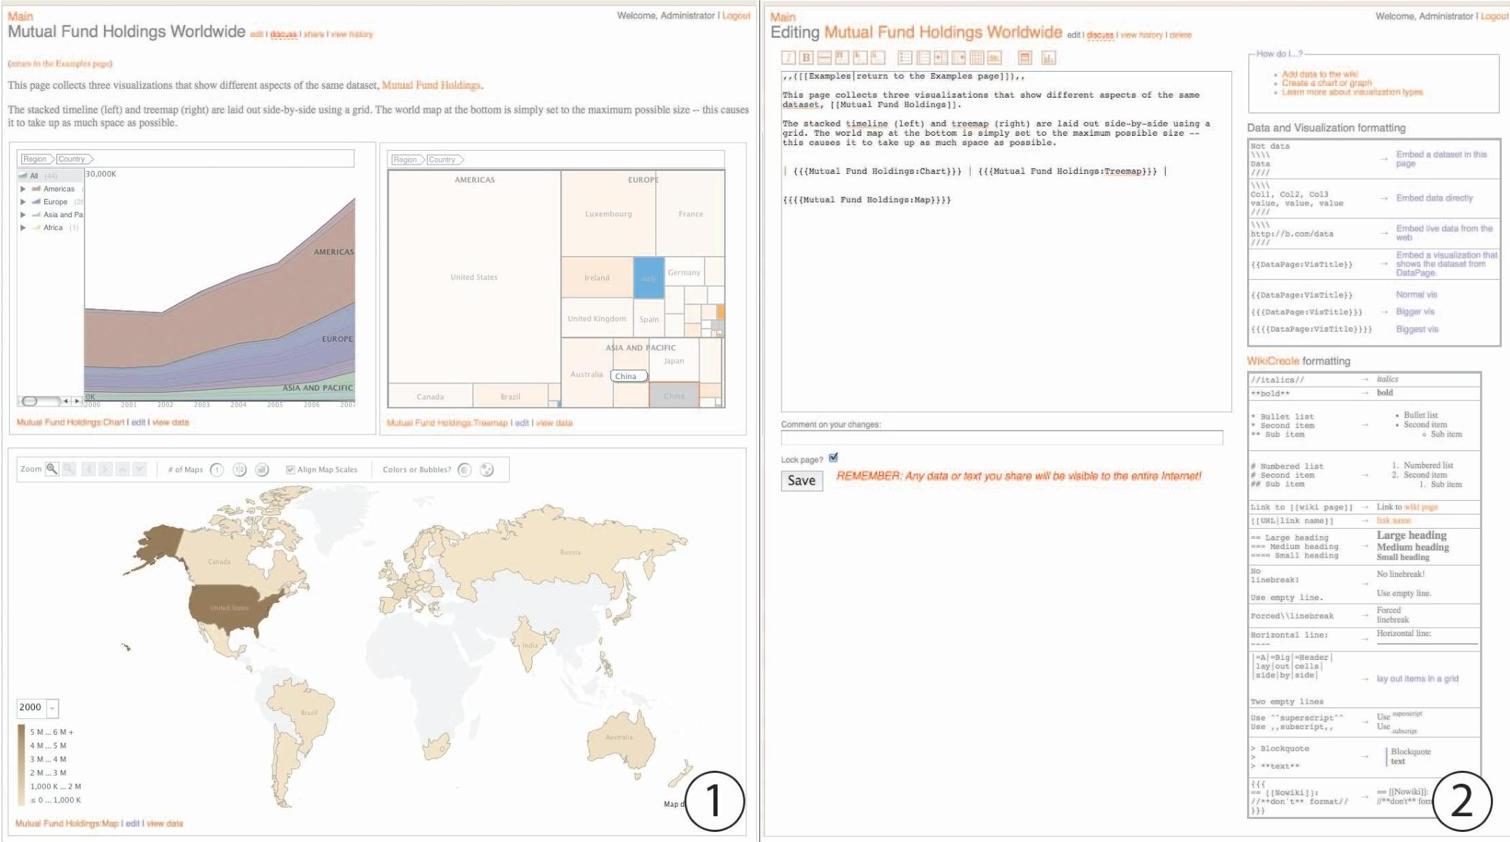 Main
Welcome, Administrator | Logout
Mutual Fund Holdings Worldwide edit | discuss | share | view history
(return to the Examples page)
This page collects three visualizations that show different aspects of the same dataset, Mutual Fund Holdings.
The stacked timeline (left) and treemap (right) are laid out side-by-side using a grid. The world map at the bottom is simply set to the maximum possible size -- this causes
it to take up as much space as possible.
Region Country
All (44)
Americas
Europe
Asia and Pa
Africa (1)
30,000K
AMERICAS
EUROPE
ASIA AND PACIFIC
0K
2000 2001 2002 2003 2004 2005 2006 200
Mutual Fund Holdings:Chart | edit | view data
Region Country
AMERICAS
EUROPE
Luxembourg
France
United States
Ireland
Italy
Germany
United Kingdom
Spain
ASIA AND PACIFIC
Japan
Australia
China
China
Canada
Brazil
Mutual Fund Holdings:Treemap | edit | view data
Zoom # of Maps 1 Align Map Scales Colors or Bubbles?
Canada
Russia
United States
India
Brazil
Australia
2000
5 M ... 6 M +
4 M ... 5 M
3 M ... 4 M
2 M ... 3 M
1,000 K ... 2 M
≤ 0 ... 1,000 K
Map d
1
Mutual Fund Holdings:Map | edit | view data
Main
Welcome, Administrator | Logout
Editing Mutual Fund Holdings Worldwide edit | discuss | view history | delete
,,([[Examples|return to the Examples page]]),,
This page collects three visualizations that show different aspects of the same
dataset, [[Mutual Fund Holdings]].
The stacked timeline (left) and treemap (right) are laid out side-by-side using a
grid. The world map at the bottom is simply set to the maximum possible size --
this causes it to take up as much space as possible.
| {{{Mutual Fund Holdings:Chart}}} | {{{Mutual Fund Holdings:Treemap}}} |
{{{{Mutual Fund Holdings:Map}}}}
Comment on your changes:
Lock page?
Save
REMEMBER: Any data or text you share will be visible to the entire Internet!
How do I...?
• Add data to the wiki
• Create a chart or graph
• Learn more about visualization types
Data and Visualization formatting
Not data
\\\\
Data
////
→ Embed a dataset in this
page
\\\\
Col1, Col2, Col3
value, value, value
////
→ Embed data directly
\\\\
http://b.com/data
////
→ Embed live data from the
web
{{DataPage:VisTitle}} → Embed a visualization that
shows the dataset from
DataPage.
{{DataPage:VisTitle}} Normal vis
{{{DataPage:VisTitle}}} → Bigger vis
{{{{DataPage:VisTitle}}}} Biggest vis
WikiCreole formatting
//italics// → italics
**bold** → bold
* Bullet list
* Second item
** Sub item
→
• Bullet list
• Second item
○ Sub item
# Numbered list
# Second item
## Sub item
→
1. Numbered list
2. Second item
1. Sub item
Link to [[wiki page]] → Link to wiki page
[[URL|link name]] → link name
== Large heading
=== Medium heading
==== Small heading
→
Large heading
Medium heading
Small heading
No
linebreak!
Use empty line.
→
No linebreak!
Use empty line.
Forced\\linebreak → Forced
linebreak
Horizontal line:
----
→ Horizontal line:
|=A|=Big|=Header|
|lay|out|cells|
|side|by|side|
Two empty lines
→ lay out items in a grid
Use ^^superscript^^
Use ,,subscript,,
→
Use superscript
Use subscript
> Blockquote
>
> **text**
→
Blockquote
text
{{{
== [[Nowiki]]:
//**don't** format//
}}}
→
== [[Nowiki]]:
//**don't** for
2